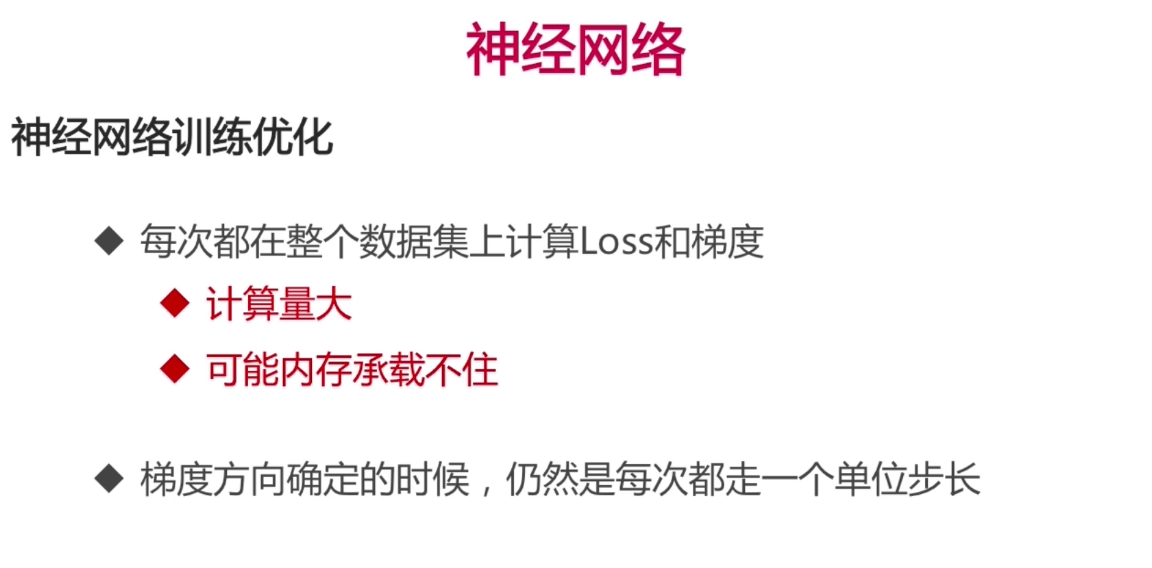 神经网络
神经网络训练优化
每次都在整个数据集上计算Loss和梯度
计算量大
可能内存承载不住
梯度方向确定的时候，仍然是每次都走一个单位步长